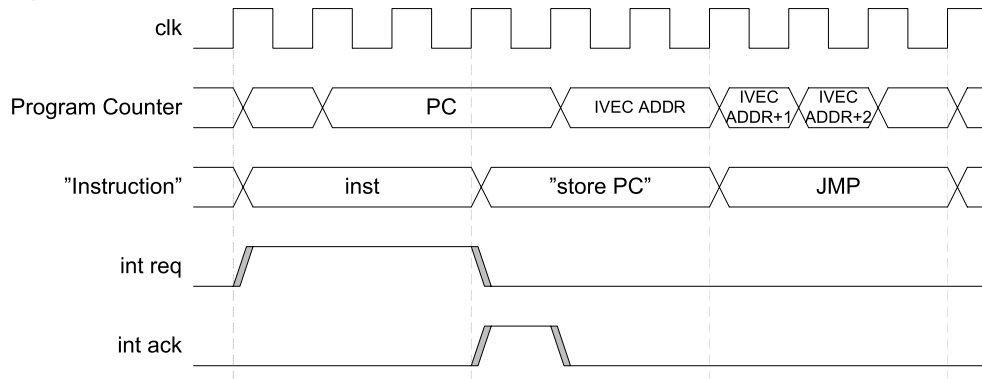 clk
Program Counter
PC
IVEC ADDR
IVEC
ADDR+1
IVEC
ADDR+2
”Instruction”
inst
”store PC”
JMP
int req
int ack